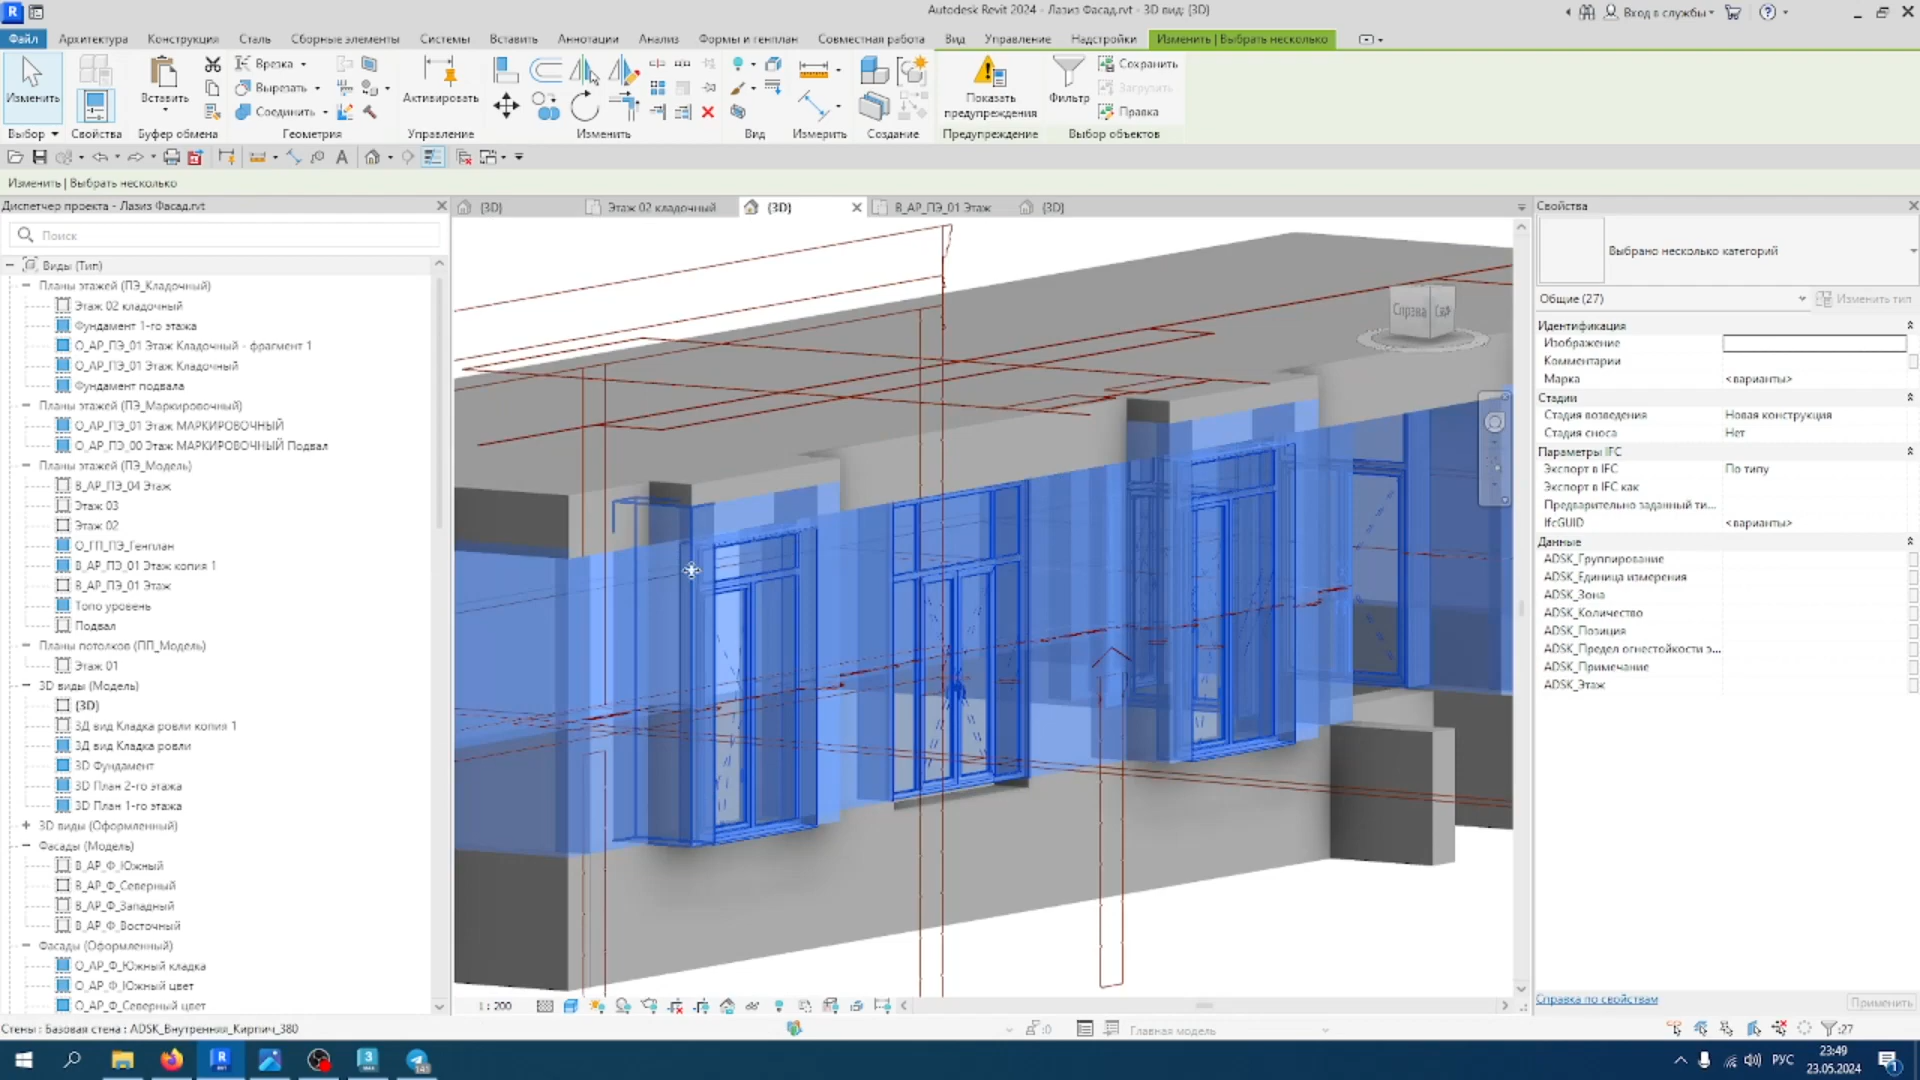 Autodesk Revit 2024 - Лазиз Фасад.rvt - 3D вид: {3D}
Вход в службы
Файл Архитектура Конструкция Сталь Сборные элементы Системы Вставить Аннотации Анализ Формы и генплан Совместная работа Вид Управление Надстройки Изменить | Выбрать несколько
Изменить Вставить Врезка Вырезать Соединить Активировать Показать предупреждения Фильтр Сохранить Загрузить Правка
Выбор Свойства Буфер обмена Геометрия Управление Изменить Вид Измерить Создание Предупреждение Выбор объектов
Изменить | Выбрать несколько
Диспетчер проекта - Лазиз Фасад.rvt
{3D} Этаж 02 кладочный {3D} В_АР_ПЭ_01 Этаж {3D}
Поиск
Виды (Тип)
Планы этажей (ПЭ_Кладочный)
Этаж 02 кладочный
Фундамент 1-го этажа
О_АР_ПЭ_01 Этаж Кладочный - фрагмент 1
О_АР_ПЭ_01 Этаж Кладочный
Фундамент подвала
Планы этажей (ПЭ_Маркировочный)
О_АР_ПЭ_01 Этаж МАРКИРОВОЧНЫЙ
О_АР_ПЭ_00 Этаж МАРКИРОВОЧНЫЙ Подвал
Планы этажей (ПЭ_Модель)
В_АР_ПЭ_04 Этаж
Этаж 03
Этаж 02
О_ГП_ПЭ_Генплан
В_АР_ПЭ_01 Этаж копия 1
В_АР_ПЭ_01 Этаж
Топо уровень
Подвал
Планы потолков (ПП_Модель)
Этаж 01
3D виды (Модель)
{3D}
3Д вид Кладка ровли копия 1
3Д вид Кладка ровли
3D Фундамент
3D План 2-го этажа
3D План 1-го этажа
3D виды (Оформленный)
Фасады (Модель)
В_АР_Ф_Южный
В_АР_Ф_Северный
В_АР_Ф_Западный
В_АР_Ф_Восточный
Фасады (Оформленный)
О_АР_Ф_Южный кладка
О_АР_Ф_Южный цвет
О_АР_Ф_Северный цвет
Справа
1 : 200
Свойства
Выбрано несколько категорий
Общие (27) Изменить тип
Идентификация
Изображение
Комментарии
Марка <варианты>
Стадии
Стадия возведения Новая конструкция
Стадия сноса Нет
Параметры IFC
Экспорт в IFC По типу
Экспорт в IFC как
Предварительно заданный ти...
IfcGUID <варианты>
Данные
ADSK_Группирование
ADSK_Единица измерения
ADSK_Зона
ADSK_Количество
ADSK_Позиция
ADSK_Предел огнестойкости э...
ADSK_Примечание
ADSK_Этаж
Справка по свойствам Применить
Стены : Базовая стена : ADSK_Внутренняя_Кирпич_380 :0 Главная модель :27
РУС 23:49
23.05.2024